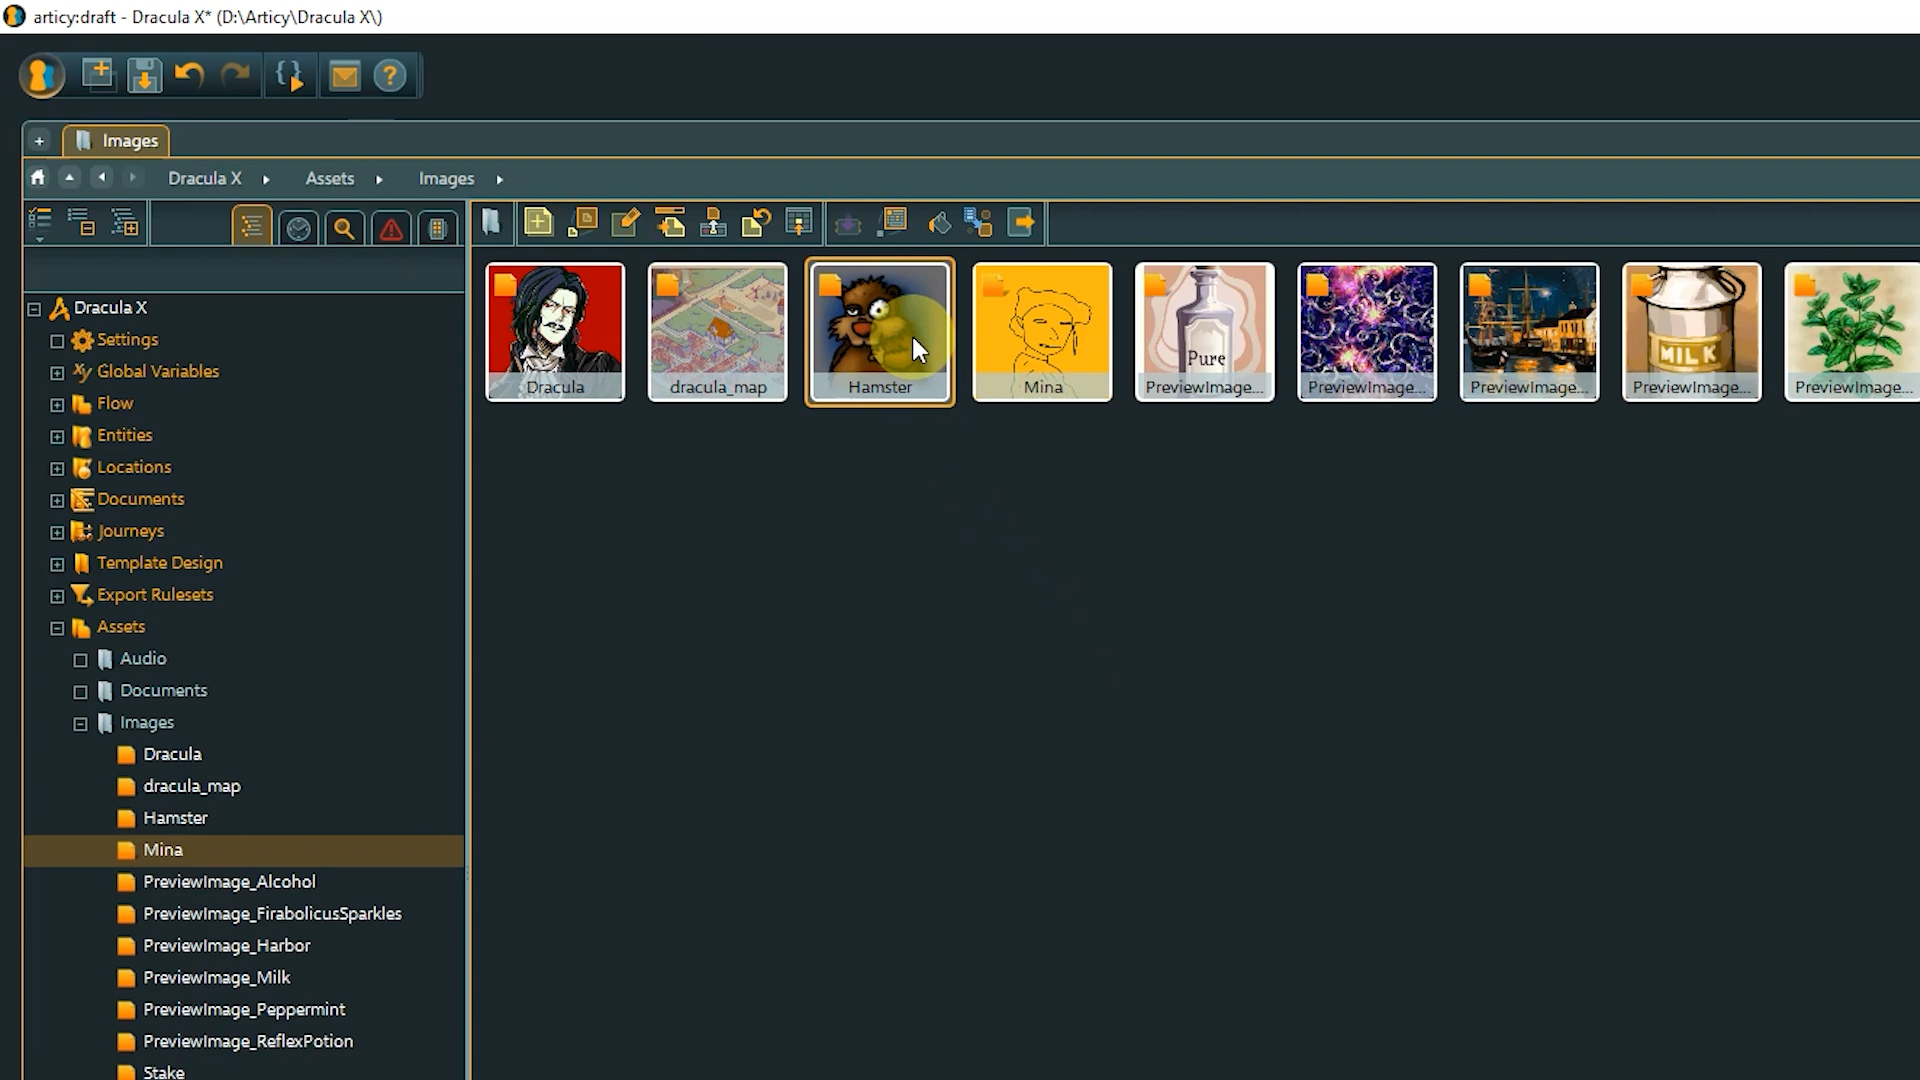 articy:draft - Dracula X* (D:\Articy\Dracula X\)
Images
Dracula X Assets Images
Dracula X
Settings
Global Variables
Flow
Entities
Locations
Documents
Journeys
Template Design
Export Rulesets
Assets
Audio
Documents
Images
Dracula
dracula_map
Hamster
Mina
PreviewImage_Alcohol
PreviewImage_FirabolicusSparkles
PreviewImage_Harbor
PreviewImage_Milk
PreviewImage_Peppermint
PreviewImage_ReflexPotion
Stake
Pure
MILK
Dracula dracula_map Hamster Mina PreviewImage... PreviewImage... PreviewImage... PreviewImage... PreviewImage...